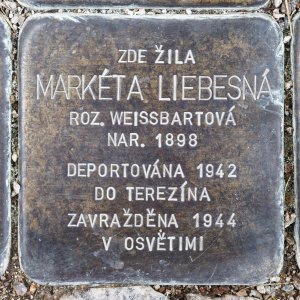 ZDE ŽILA
MARKÉTA LIEBESNÁ
ROZ. WEISSBARTOVÁ
NAR. 1898
DEPORTOVÁNA 1942
DO TEREZÍNA
ZAVRAŽDĚNA 1944
V OSVĚTIMI